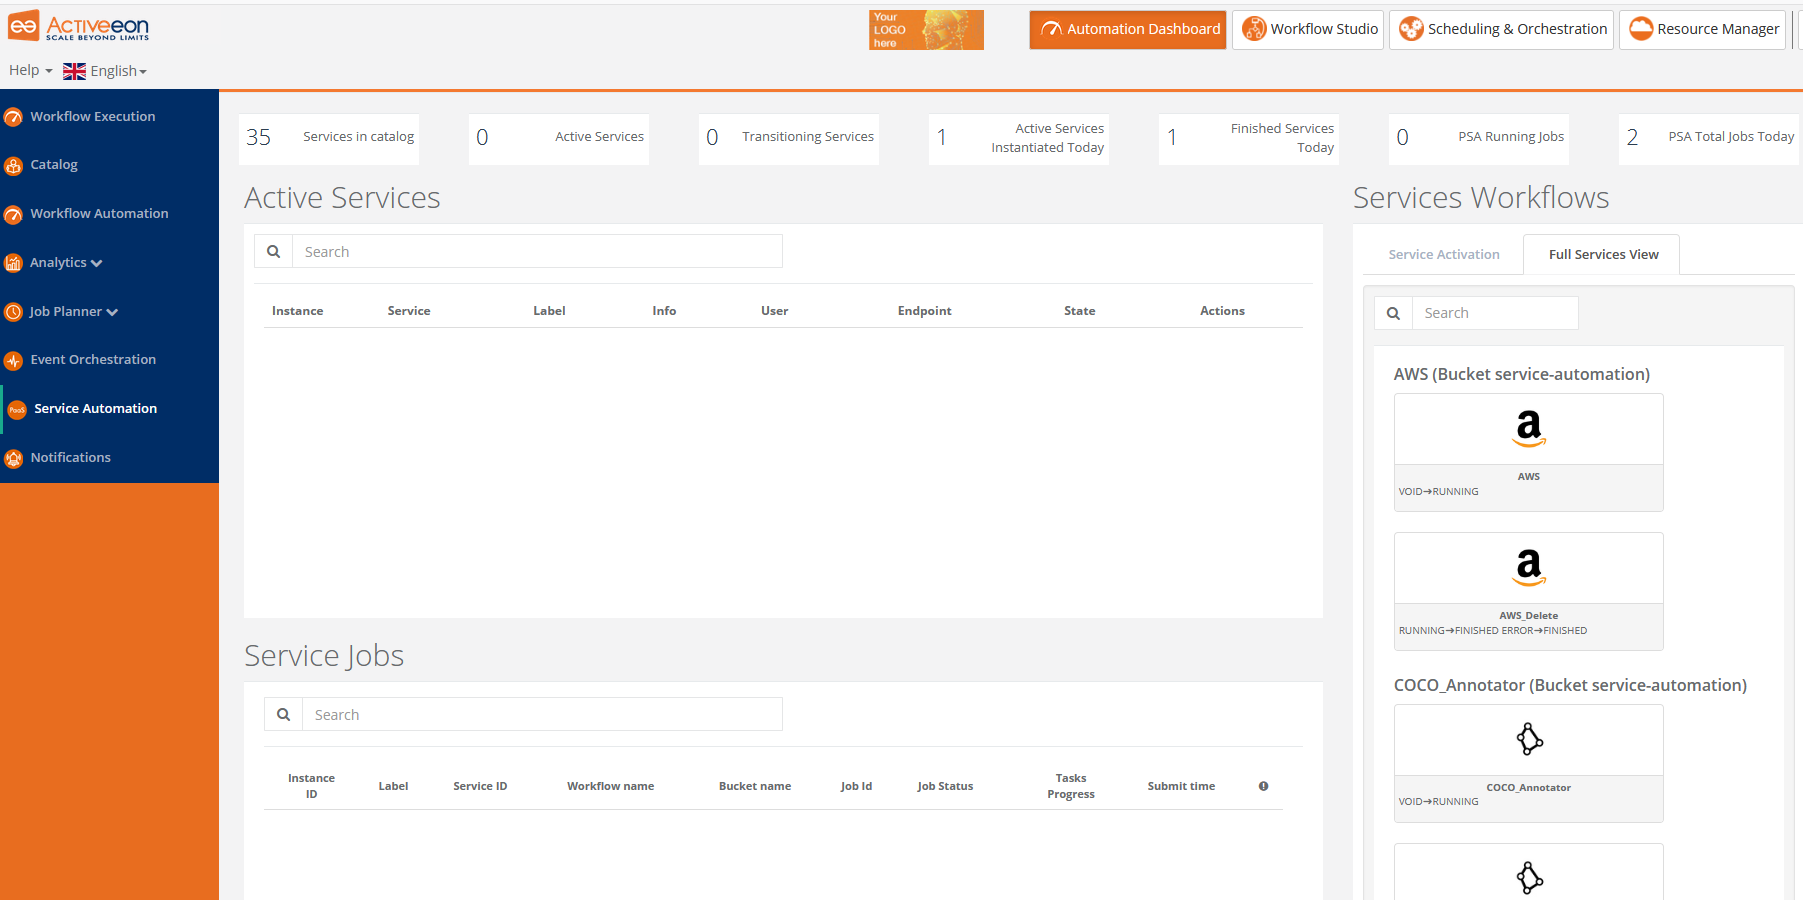 Activeeon
SCALE BEYOND LIMITS
Your
LOGO
here
Automation Dashboard
Workflow Studio
Scheduling & Orchestration
Resource Manager
Help
English
Workflow Execution
Catalog
Workflow Automation
Analytics
Job Planner
Event Orchestration
PaaS
Service Automation
Notifications
35 Services in catalog
0 Active Services
0 Transitioning Services
1 Active Services
Instantiated Today
1 Finished Services
Today
0 PSA Running Jobs
2 PSA Total Jobs Today
Active Services
Search
Instance Service Label Info User Endpoint State Actions
Service Jobs
Search
Instance
ID
Label Service ID Workflow name Bucket name Job Id Job Status
Tasks
Progress
Submit time
Services Workflows
Service Activation Full Services View
Search
AWS (Bucket service-automation)
a
AWS
VOID➔RUNNING
a
AWS_Delete
RUNNING➔FINISHED ERROR➔FINISHED
COCO_Annotator (Bucket service-automation)
COCO_Annotator
VOID➔RUNNING